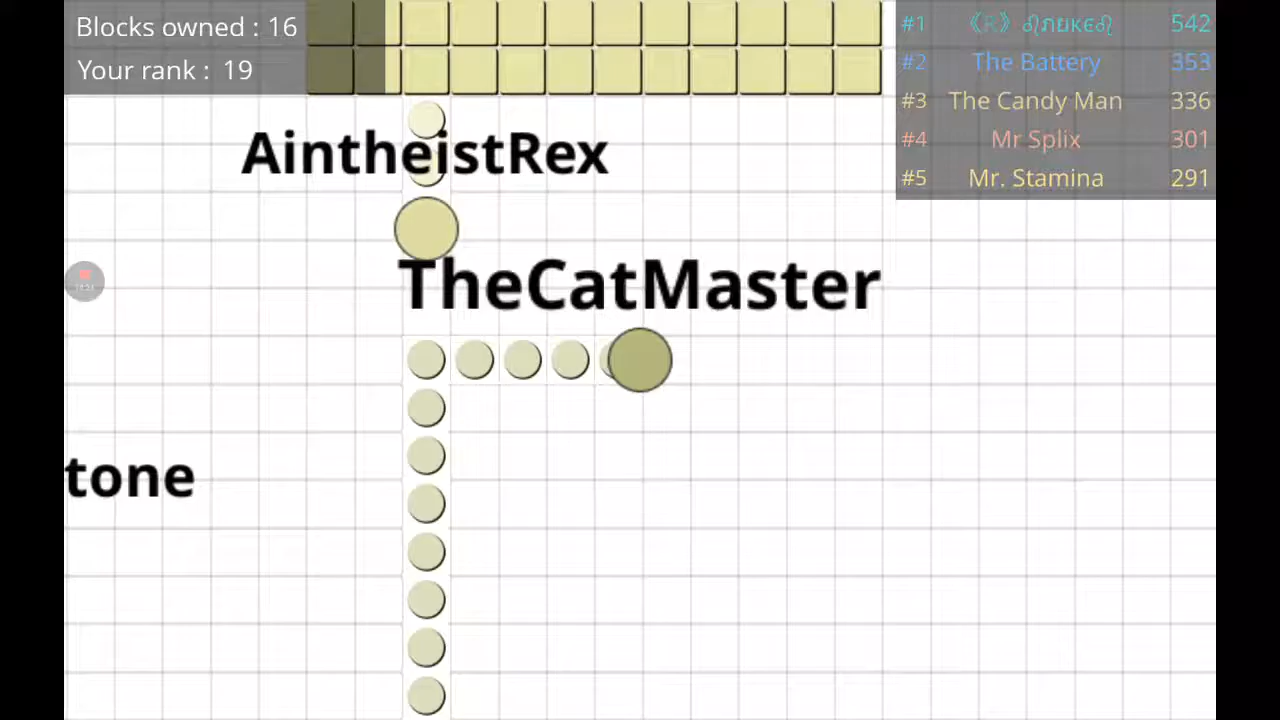 Blocks owned : 16
Your rank : 19
#1 542
#2 The Battery 353
#3 The Candy Man 336
#4 Mr Splix 301
#5 Mr. Stamina 291
AintheistRex
TheCatMaster
tone